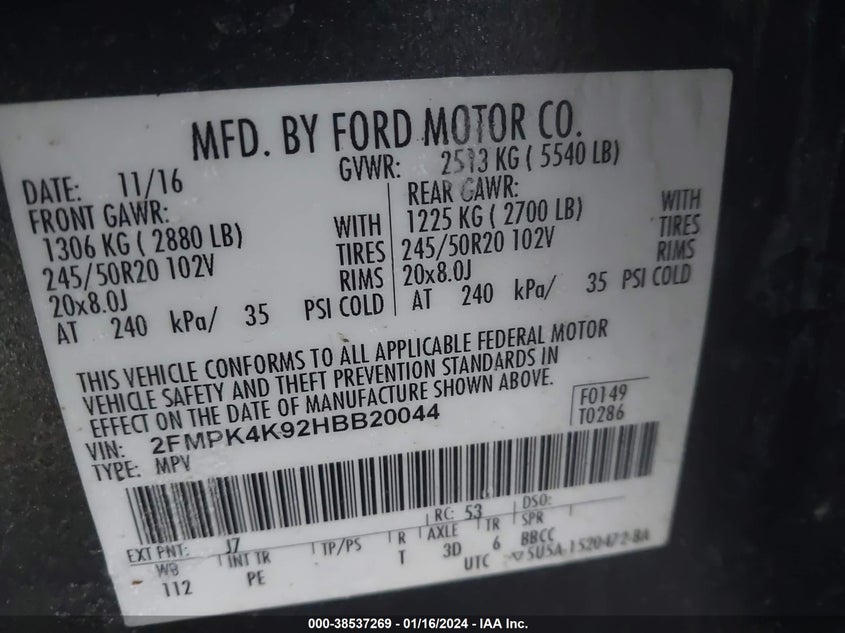 MFD. BY FORD MOTOR CO.
DATE: 11/16 GVWR: 2513 KG ( 5540 LB)
FRONT GAWR: REAR GAWR:
1306 KG ( 2880 LB) WITH 1225 KG ( 2700 LB) WITH
245/50R20 102V TIRES 245/50R20 102V TIRES
20x8.0J RIMS 20x8.0J RIMS
AT 240 kPa/ 35 PSI COLD AT 240 kPa/ 35 PSI COLD
THIS VEHICLE CONFORMS TO ALL APPLICABLE FEDERAL MOTOR
VEHICLE SAFETY AND THEFT PREVENTION STANDARDS IN
EFFECT ON THE DATE OF MANUFACTURE SHOWN ABOVE.
VIN: 2FMPK4K92HBB20044 F0149
TYPE: MPV T0286
EXT PNT: J7 RC: 53 DSO:
WB INT TR TP/PS R AXLE TR SPR
112 PE T 3D 6 BBCC
UTC ▽5U5A-1520472-BA
000-38537269 - 01/16/2024 - IAA Inc.